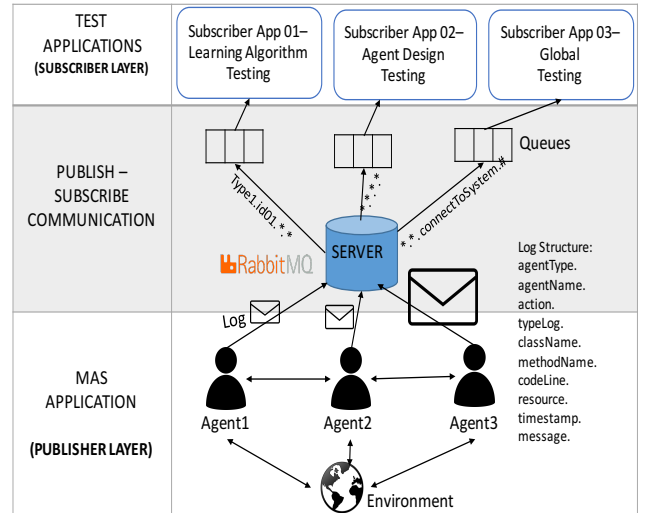 TEST
APPLICATIONS
(SUBSCRIBER LAYER)
Subscriber App 01–
Learning Algorithm
Testing
Subscriber App 02–
Agent Design
Testing
Subscriber App 03–
Global
Testing
PUBLISH –
SUBSCRIBE
COMMUNICATION
Queues
Type1.id01.*.*
*.*.*.*
*.*.connectToSystem.#
SERVER
RabbitMQ
Log Structure:
agentType.
agentName.
action.
typeLog.
className.
methodName.
codeLine.
resource.
timestamp.
message.
Log
MAS
APPLICATION
(PUBLISHER LAYER)
Agent1
Agent2
Agent3
Environment